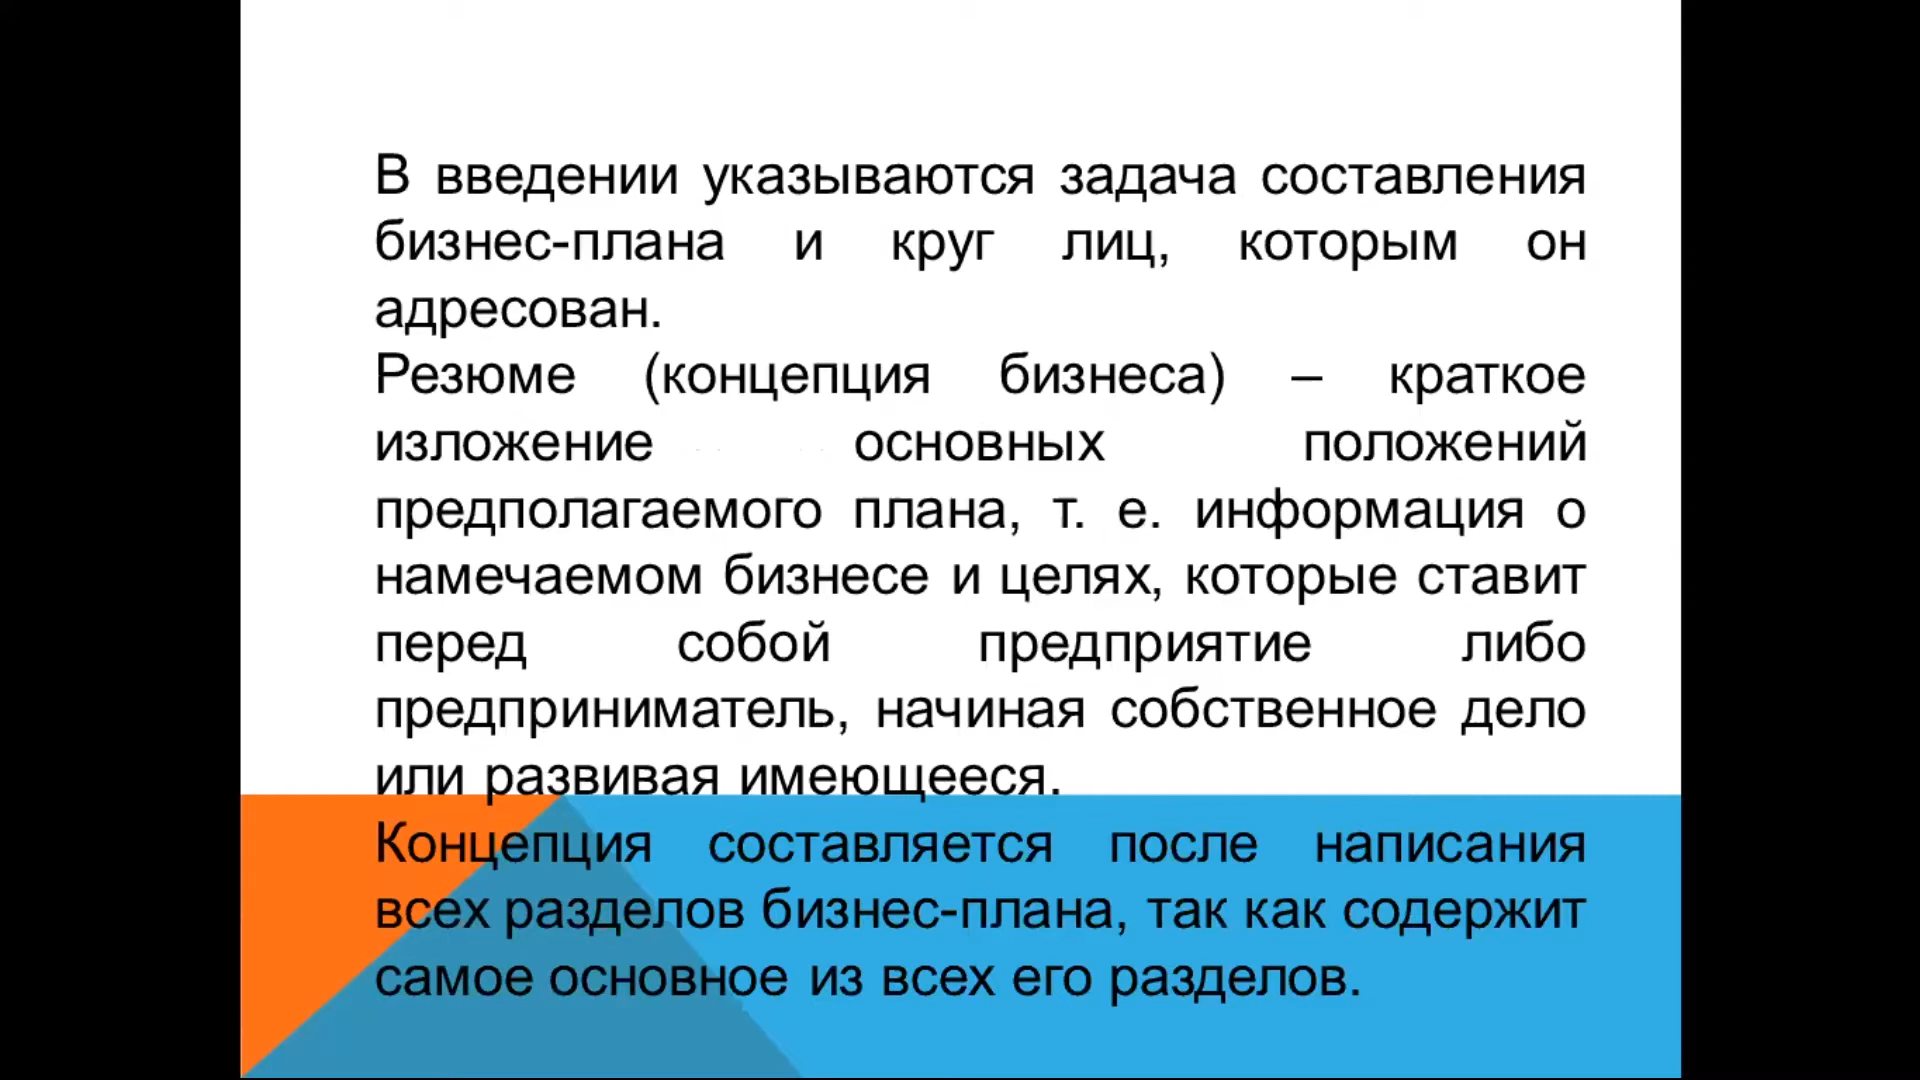 В введении указываются задача составления
бизнес-плана и круг лиц, которым он
адресован.
Резюме (концепция бизнеса) – краткое
изложение основных положений
предполагаемого плана, т. е. информация о
намечаемом бизнесе и целях, которые ставит
перед собой предприятие либо
предприниматель, начиная собственное дело
или развивая имеющееся.
Концепция составляется после написания
всех разделов бизнес-плана, так как содержит
самое основное из всех его разделов.